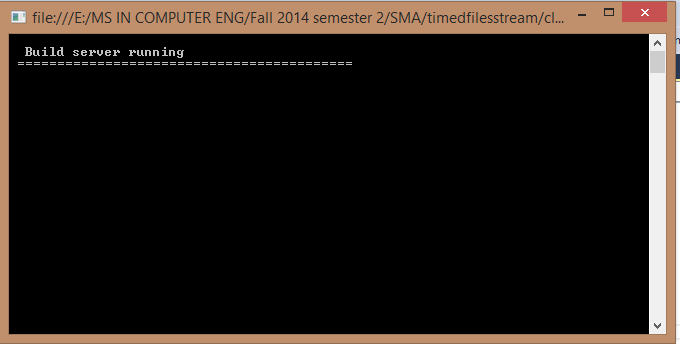 file:///E:/MS IN COMPUTER ENG/Fall 2014 semester 2/SMA/timedfilesstream/cl...
Build server running
==========================================